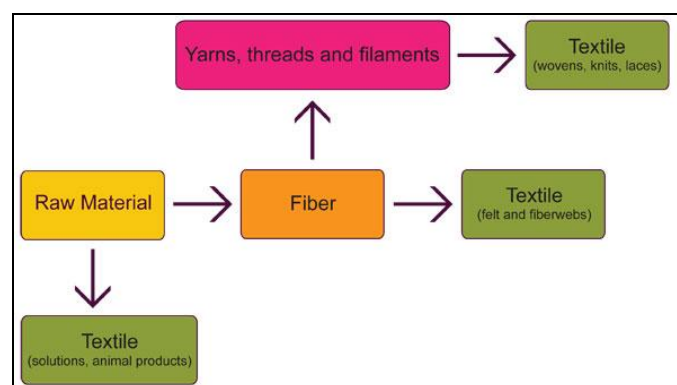 Yarns, threads and filaments
Textile
(wovens, knits, laces)
Raw Material
Fiber
Textile
(felt and fiberwebs)
Textile
(solutions, animal products)